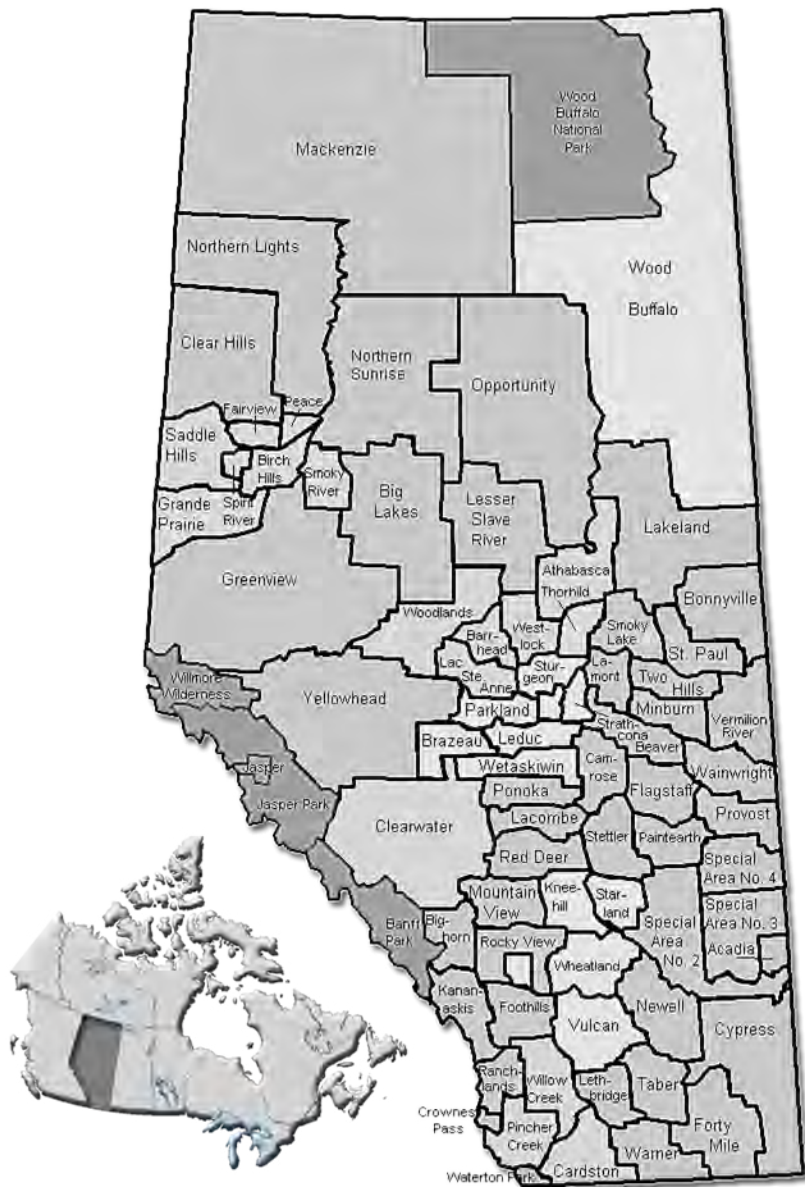 Wood
Buffalo
National
Park
Mackenzie
Northern Lights
Wood
Buffalo
Clear Hills
Northern
Sunrise
Opportunity
Fairview
Peace
Saddle
Hills
Birch
Hills
Smoky
River
Spirit
River
Grande
Prairie
Big
Lakes
Lesser
Slave
River
Lakeland
Greenview
Athabasca
Thorhild
Bonnyville
Woodlands
West-
lock
Smoky
Lake
Barr-
head
St. Paul
Lac
Ste.
Anne
Stur-
geon
La-
mont
Two
Hills
Willmore
Wilderness
Yellowhead
Parkland
Minburn
Vermilion
River
Strath-
cona
Brazeau
Leduc
Beaver
Wetaskiwin
Cam-
rose
Wainwright
Jasper
Ponoka
Flagstaff
Jasper Park
Lacombe
Provost
Clearwater
Stettler
Paintearth
Red Deer
Special
Area No. 4
Mountain
View
Knee-
hill
Star-
land
Special
Area No. 3
Banff
Park
Big-
horn
Special
Area
No. 2
Rocky View
Acadia
Wheatland
Kanan-
askis
Foothills
Newell
Cypress
Vulcan
Ranch-
lands
Willow
Creek
Leth-
bridge
Taber
Crownest
Pass
Pincher
Creek
Forty
Mile
Warner
Waterton Park
Cardston